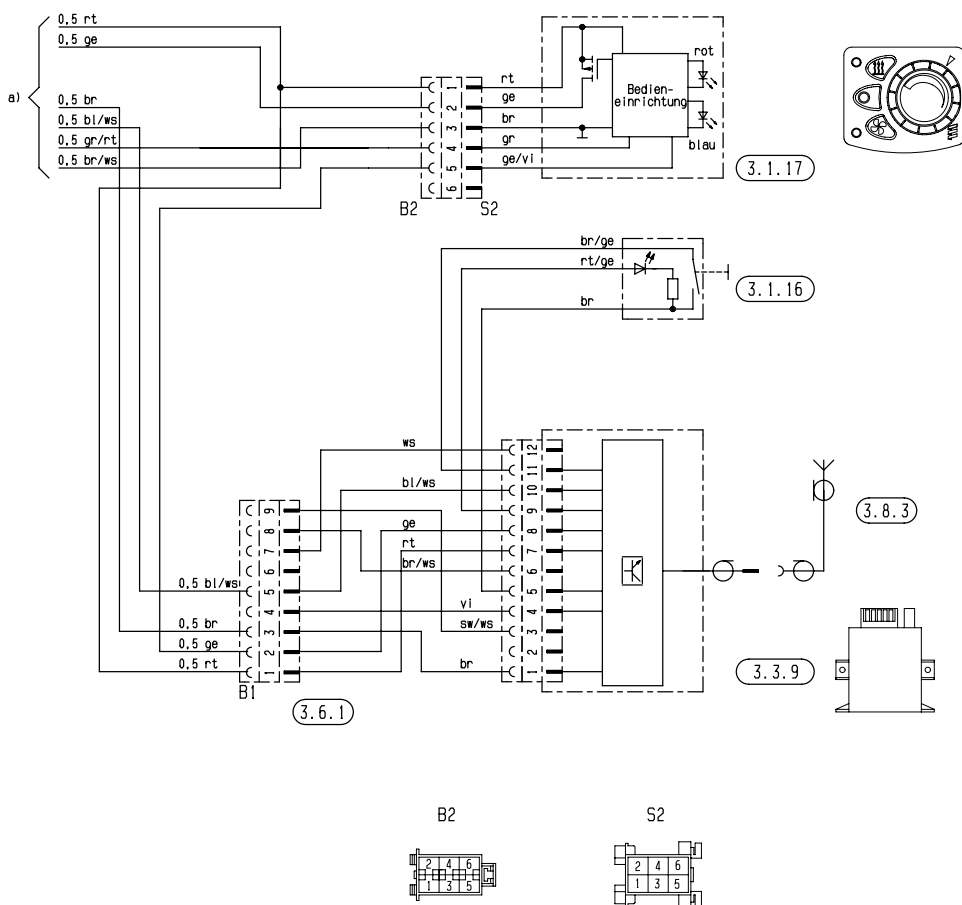 0,5 rt
0,5 ge
a)
0,5 br
0,5 bl/ws
0,5 gr/rt
0,5 br/ws
1
2
3
4
5
6
B2
S2
rt
ge
br
gr
ge/vi
Bedien-
einrichtung
rot
blau
3.1.17
br/ge
rt/ge
br
3.1.16
ws
bl/ws
ge
rt
br/ws
vi
sw/ws
br
12
11
10
9
8
7
6
5
4
3
2
1
9
8
7
6
5
4
3
2
1
0,5 bl/ws
0,5 br
0,5 ge
0,5 rt
B1
3.6.1
3.8.3
3.3.9
B2
S2
2 4 6
1 3 5
2 4 6
1 3 5